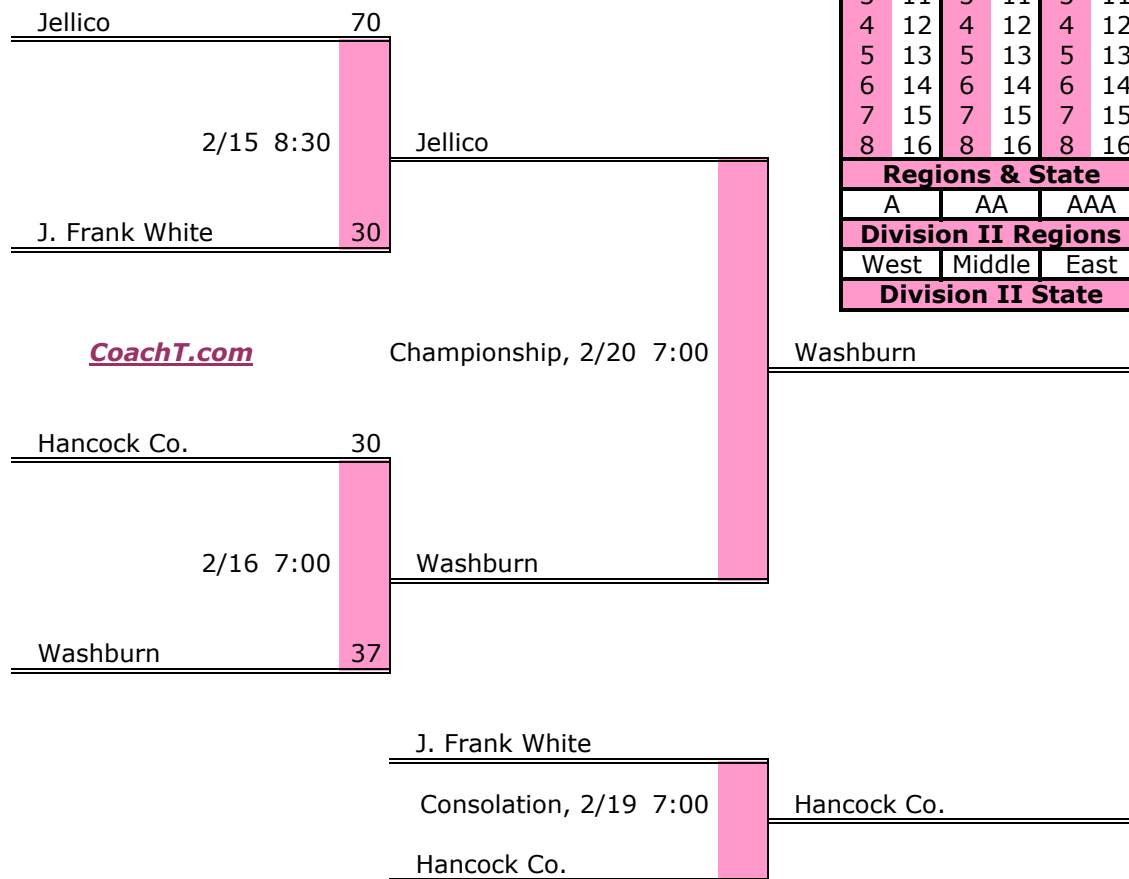 Jellico 70
4 12 4 12 4 12
5 13 5 13 5 13
6 14 6 14 6 14
2/15 8:30 Jellico
7 15 7 15 7 15
8 16 8 16 8 16
Regions & State
A AA AAA
J. Frank White 30
Division II Regions
West Middle East
Division II State
CoachT.com
Championship, 2/20 7:00
Washburn
Hancock Co. 30
2/16 7:00 Washburn
Washburn 37
J. Frank White
Consolation, 2/19 7:00
Hancock Co.
Hancock Co.